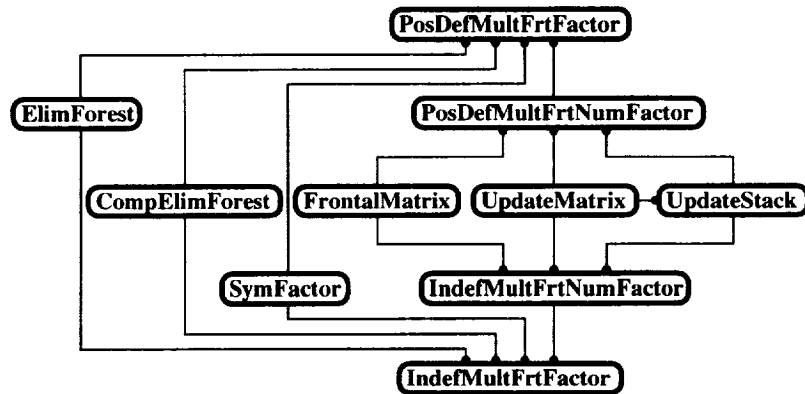 PosDefMultFrtFactor
ElimForest
PosDefMultFrtNumFactor
CompElimForest
FrontalMatrix
UpdateMatrix
UpdateStack
SymFactor
IndefMultFrtNumFactor
IndefMultFrtFactor